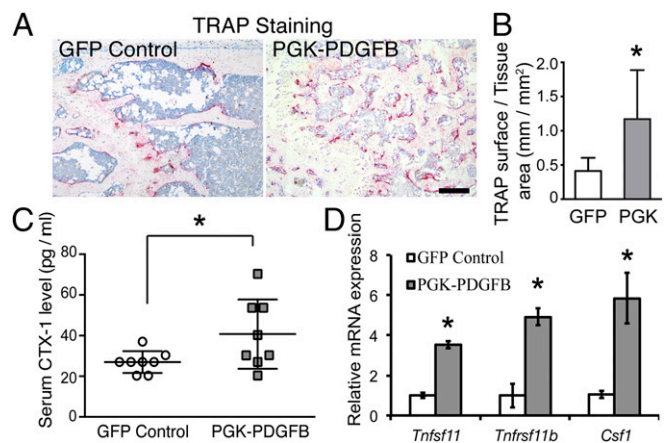 A
TRAP Staining
GFP Control
PGK-PDGFB
B
*
TRAP surface / Tissue
area (mm / mm²)
2.0
1.5
1.0
0.5
0
GFP
PGK
C
*
Serum CTX-1 level (pg / ml)
80
60
40
20
0
GFP Control
PGK-PDGFB
D
Relative mRNA expression
8
6
4
2
0
GFP Control
PGK-PDGFB
*
*
*
Tnfsf11
Tnfrsf11b
Csf1